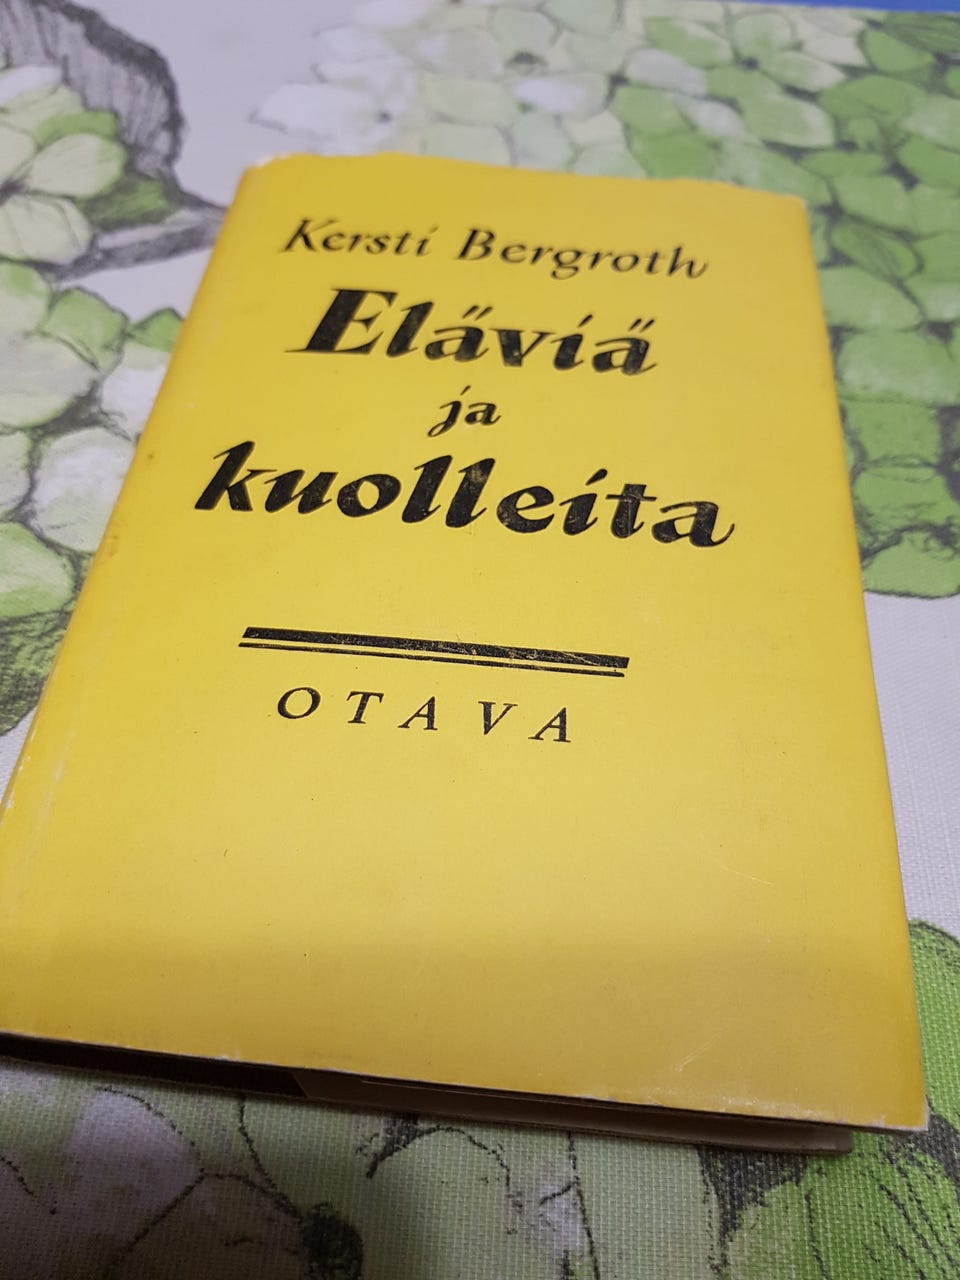 Kersti Bergroth
Eläviä
ja
kuolleita
OTAVA